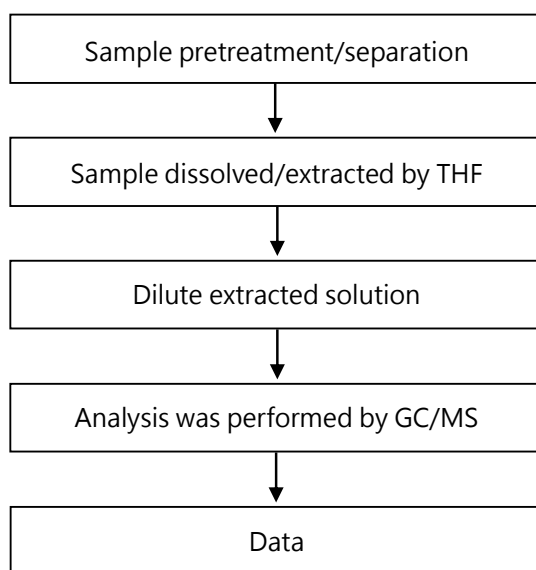 Sample pretreatment/separation
Sample dissolved/extracted by THF
Dilute extracted solution
Analysis was performed by GC/MS
Data